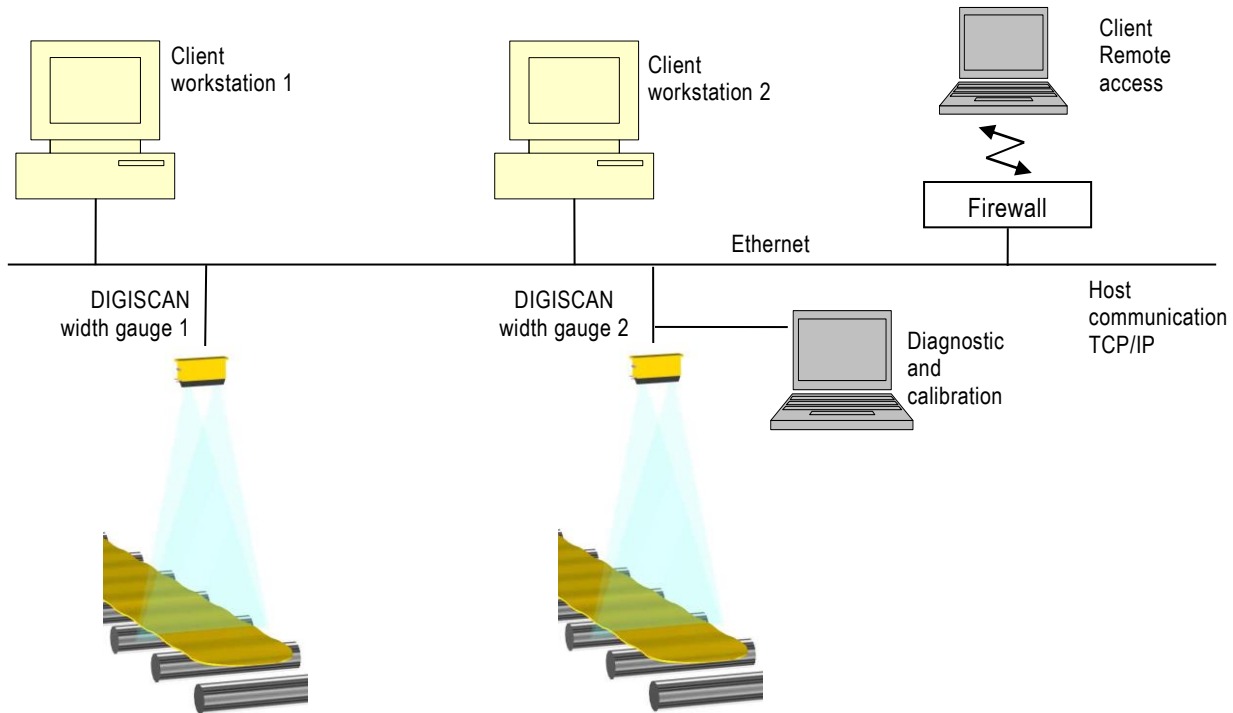 Client
workstation 1
Client
workstation 2
Client
Remote
access
Firewall
Ethernet
DIGISCAN
width gauge 1
DIGISCAN
width gauge 2
Host
communication
TCP/IP
Diagnostic
and
calibration